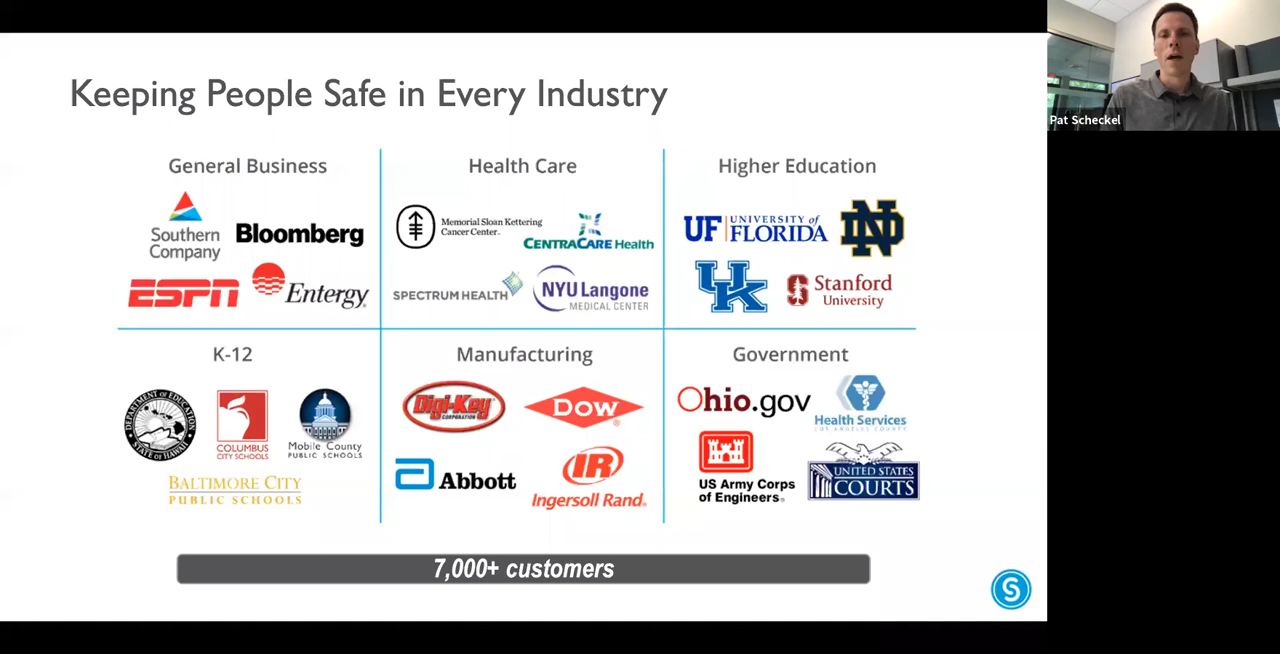 Keeping People Safe in Every Industry
Pat Scheckel
General Business
Southern
Company
Bloomberg
ESPN
Entergy
Health Care
Memorial Sloan Kettering
Cancer Center
CENTRACARE Health
SPECTRUM HEALTH
NYU Langone
MEDICAL CENTER
Higher Education
UF UNIVERSITY of
FLORIDA
ND
UK
S Stanford
University
K-12
DEPARTMENT OF EDUCATION
STATE OF HAWAII
COLUMBUS
CITY SCHOOLS
Mobile County
PUBLIC SCHOOLS
BALTIMORE CITY
PUBLIC SCHOOLS
Manufacturing
Digi-Key
CORPORATION
DOW
Abbott
IR
Ingersoll Rand
Government
Ohio.gov
Health Services
LOS ANGELES COUNTY
US Army Corps
of Engineers
UNITED STATES
COURTS
7,000+ customers
S